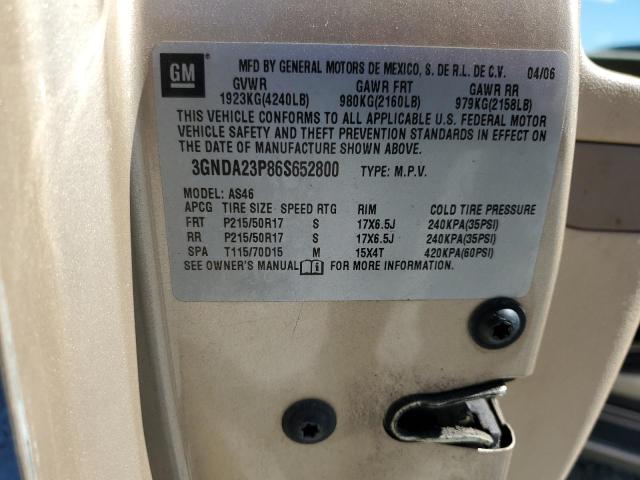 GM
MFD BY GENERAL MOTORS DE MEXICO, S. DE R.L. DE C.V. 04/06
GVWR GAWR FRT GAWR RR
1923KG(4240LB) 980KG(2160LB) 979KG(2158LB)
THIS VEHICLE CONFORMS TO ALL APPLICABLE U.S. FEDERAL MOTOR
VEHICLE SAFETY AND THEFT PREVENTION STANDARDS IN EFFECT ON
THE DATE OF MANUFACTURE SHOWN ABOVE.
3GNDA23P86S652800 TYPE: M.P.V.
MODEL: AS46
APCG TIRE SIZE SPEED RTG RIM COLD TIRE PRESSURE
FRT P215/50R17 S 17X6.5J 240KPA(35PSI)
RR P215/50R17 S 17X6.5J 240KPA(35PSI)
SPA T115/70D15 M 15X4T 420KPA(60PSI)
SEE OWNER'S MANUAL FOR MORE INFORMATION.